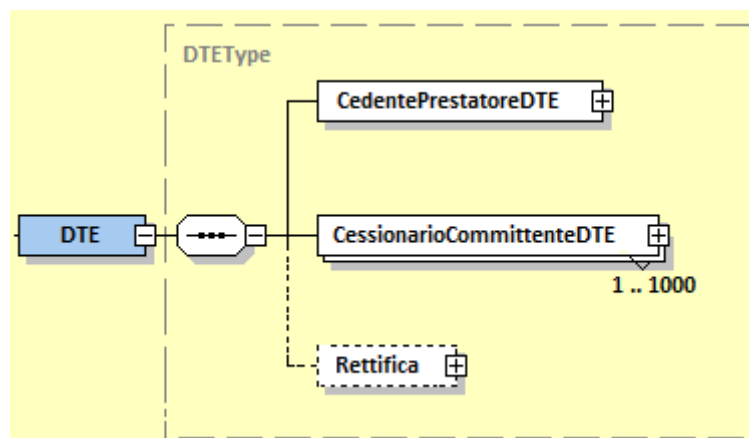 DTEType
CedentePrestatoreDTE
DTE
CessionarioCommittenteDTE
1 .. 1000
Rettifica